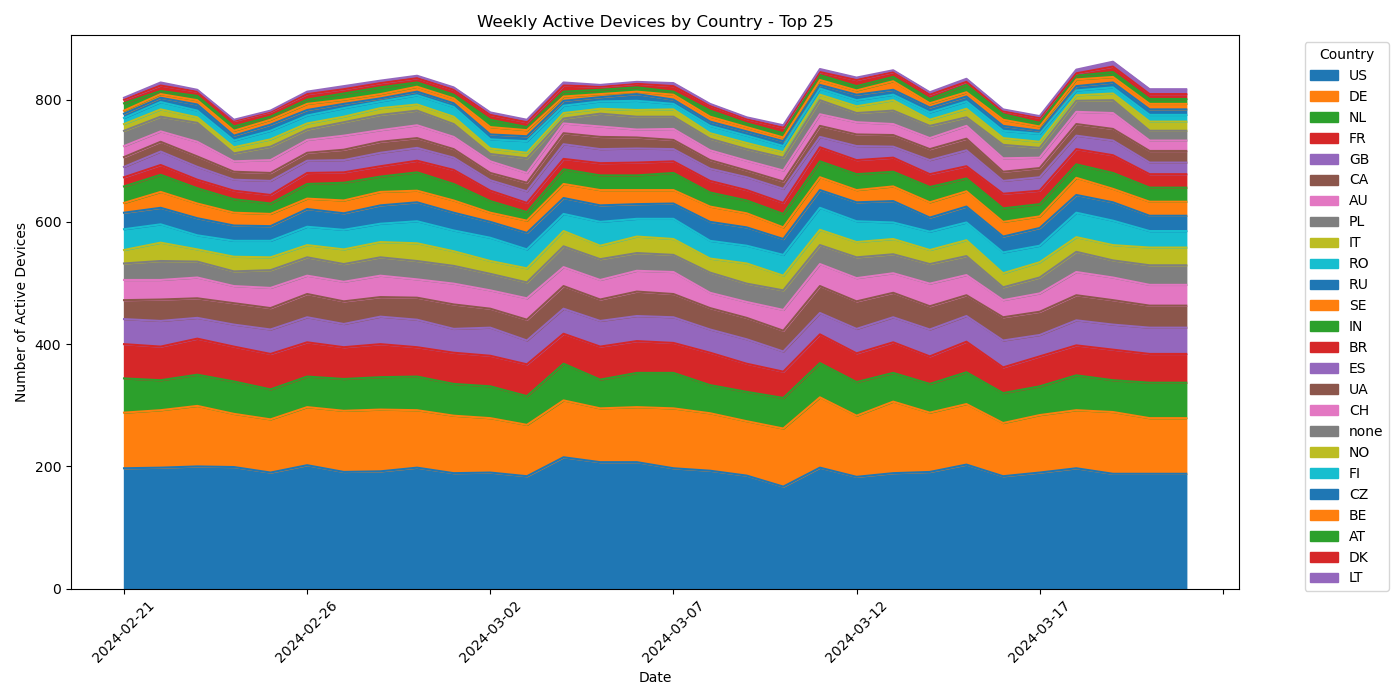 Weekly Active Devices by Country - Top 25
Number of Active Devices
800
600
400
200
0
2024-02-21
2024-02-26
2024-03-02
2024-03-07
2024-03-12
2024-03-17
Date
Country
US
DE
NL
FR
GB
CA
AU
PL
IT
RO
RU
SE
IN
BR
ES
UA
CH
none
NO
FI
CZ
BE
AT
DK
LT